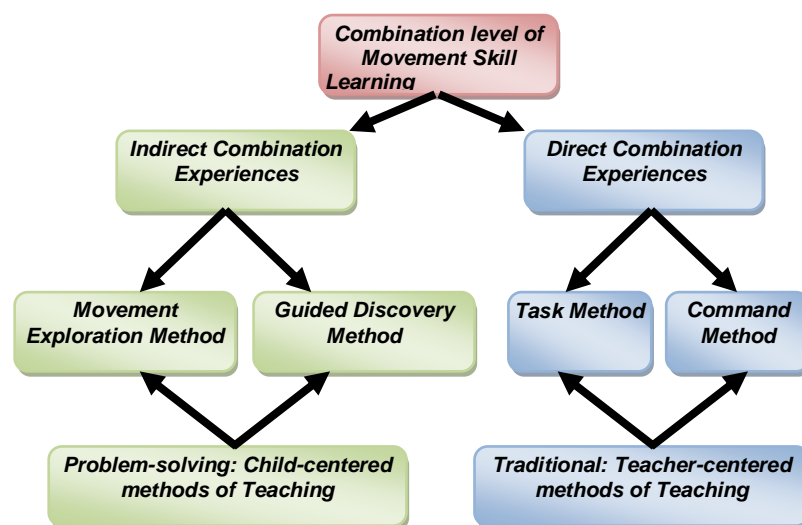 Combination level of
Movement Skill
Learning
Indirect Combination
Experiences
Direct Combination
Experiences
Movement
Exploration Method
Guided Discovery
Method
Task Method
Command
Method
Problem-solving: Child-centered
methods of Teaching
Traditional: Teacher-centered
methods of Teaching